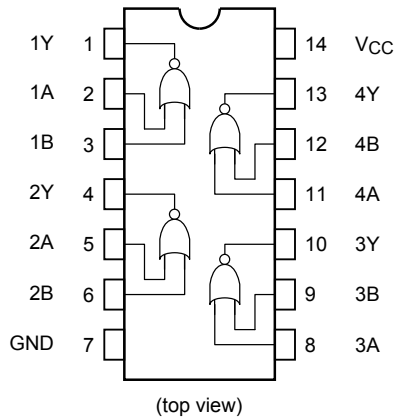 1Y 1 14 VCC
1A 2 13 4Y
1B 3 12 4B
2Y 4 11 4A
2A 5 10 3Y
2B 6 9 3B
GND 7 8 3A
(top view)